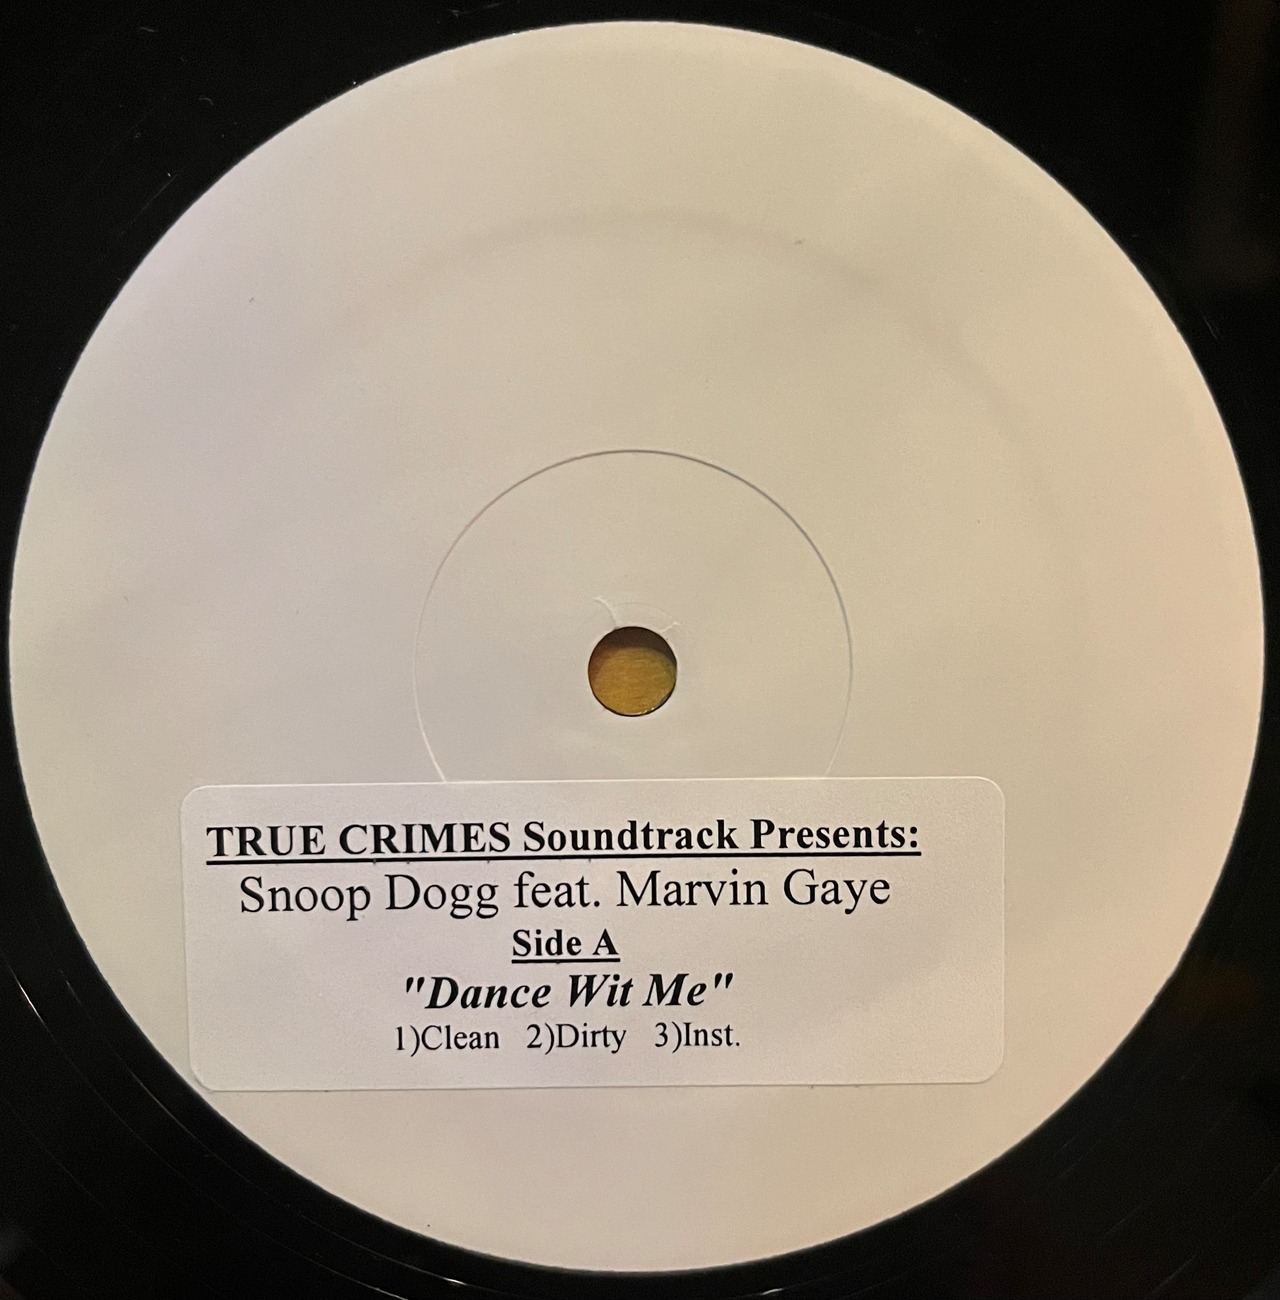 TRUE CRIMES Soundtrack Presents:
Snoop Dogg feat. Marvin Gaye
Side A
"Dance Wit Me"
1)Clean 2)Dirty 3)Inst.